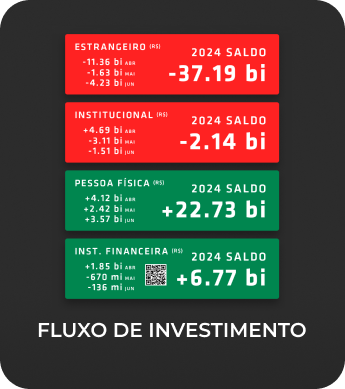 ESTRANGEIRO (R$)
-11.36 bi ABR
-1.63 bi MAI
-4.23 bi JUN
2024 SALDO
-37.19 bi
INSTITUCIONAL (R$)
+4.69 bi ABR
-3.11 bi MAI
-1.51 bi JUN
2024 SALDO
-2.14 bi
PESSOA FÍSICA (R$)
+4.12 bi ABR
+2.42 bi MAI
+3.57 bi JUN
2024 SALDO
+22.73 bi
INST. FINANCEIRA (R$)
+1.85 bi ABR
-670 mi MAI
-136 mi JUN
2024 SALDO
+6.77 bi
FLUXO DE INVESTIMENTO